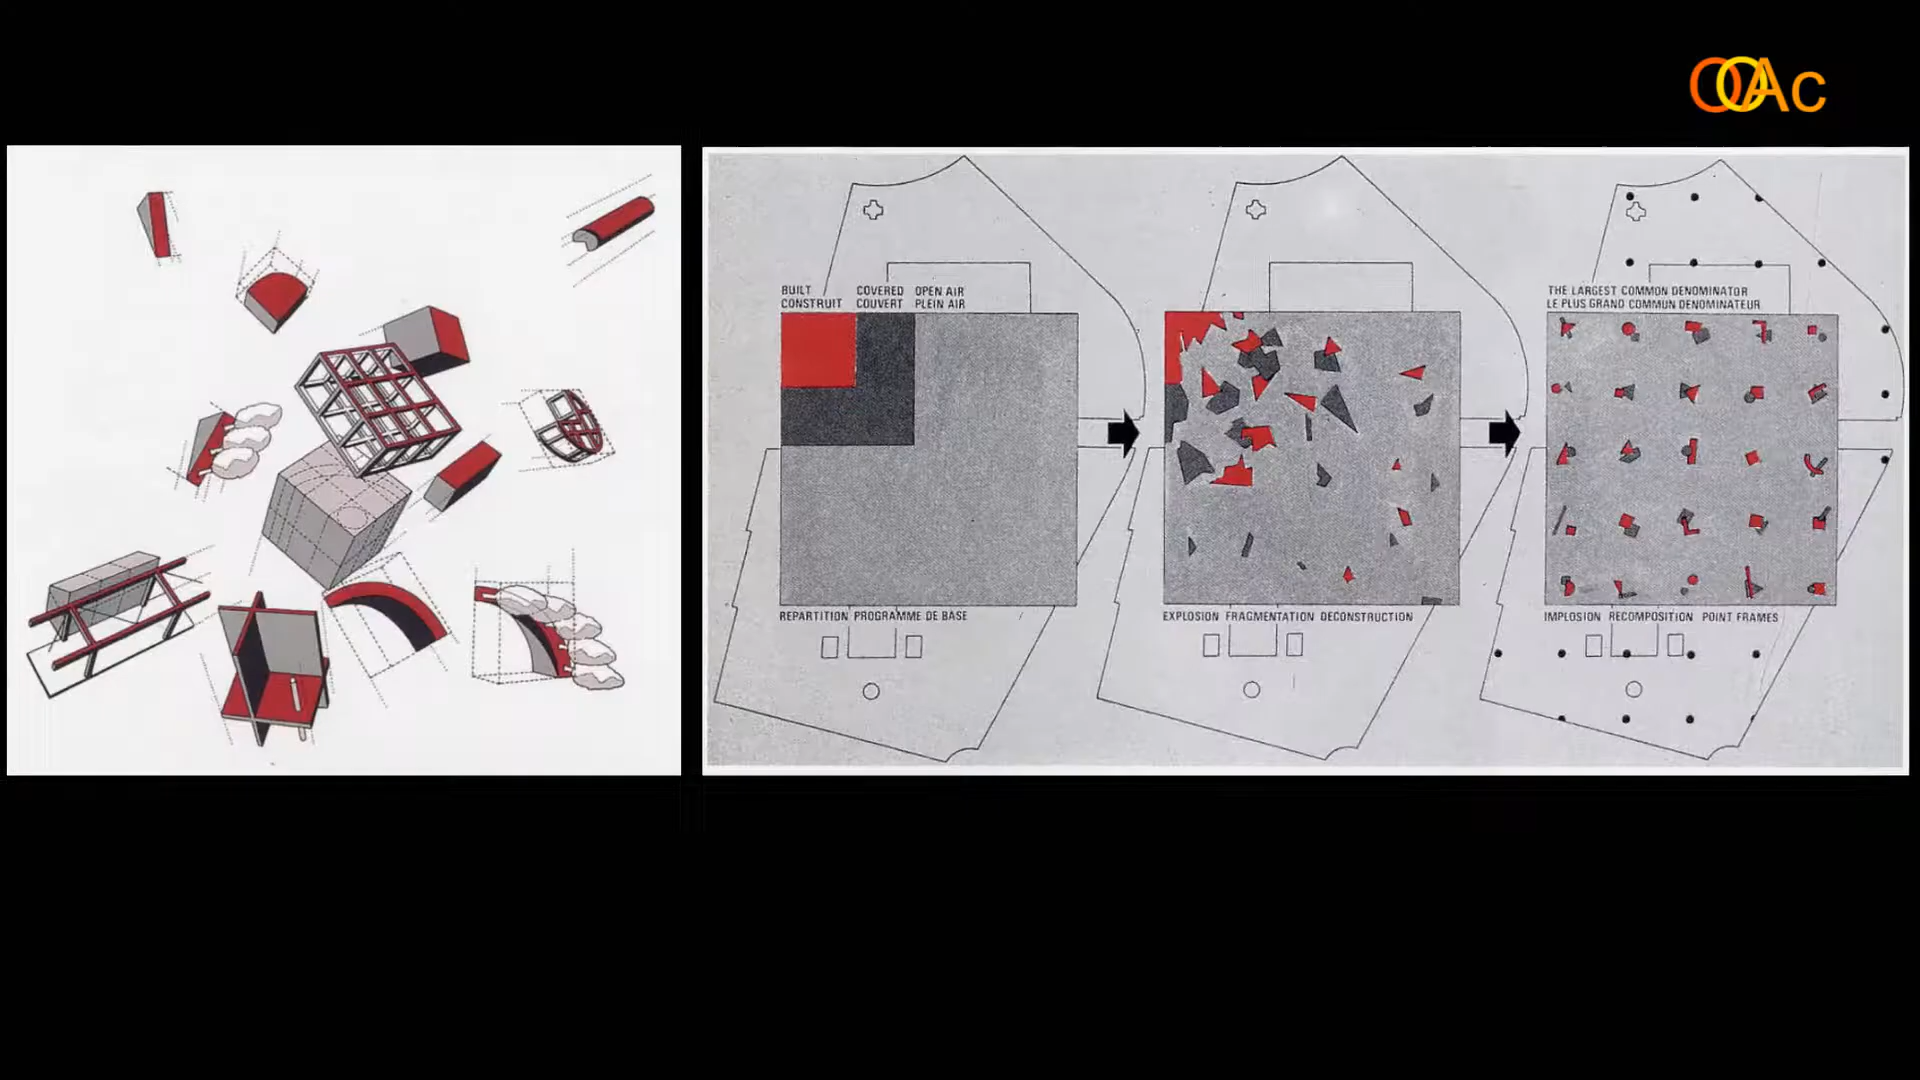 OOAc
BUILT COVERED OPEN AIR
CONSTRUIT COUVERT PLEIN AIR
REPARTITION PROGRAMME DE BASE
EXPLOSION FRAGMENTATION DECONSTRUCTION
THE LARGEST COMMON DENOMINATOR
LE PLUS GRAND COMMUN DENOMINATEUR
IMPLOSION RECOMPOSITION POINT FRAMES